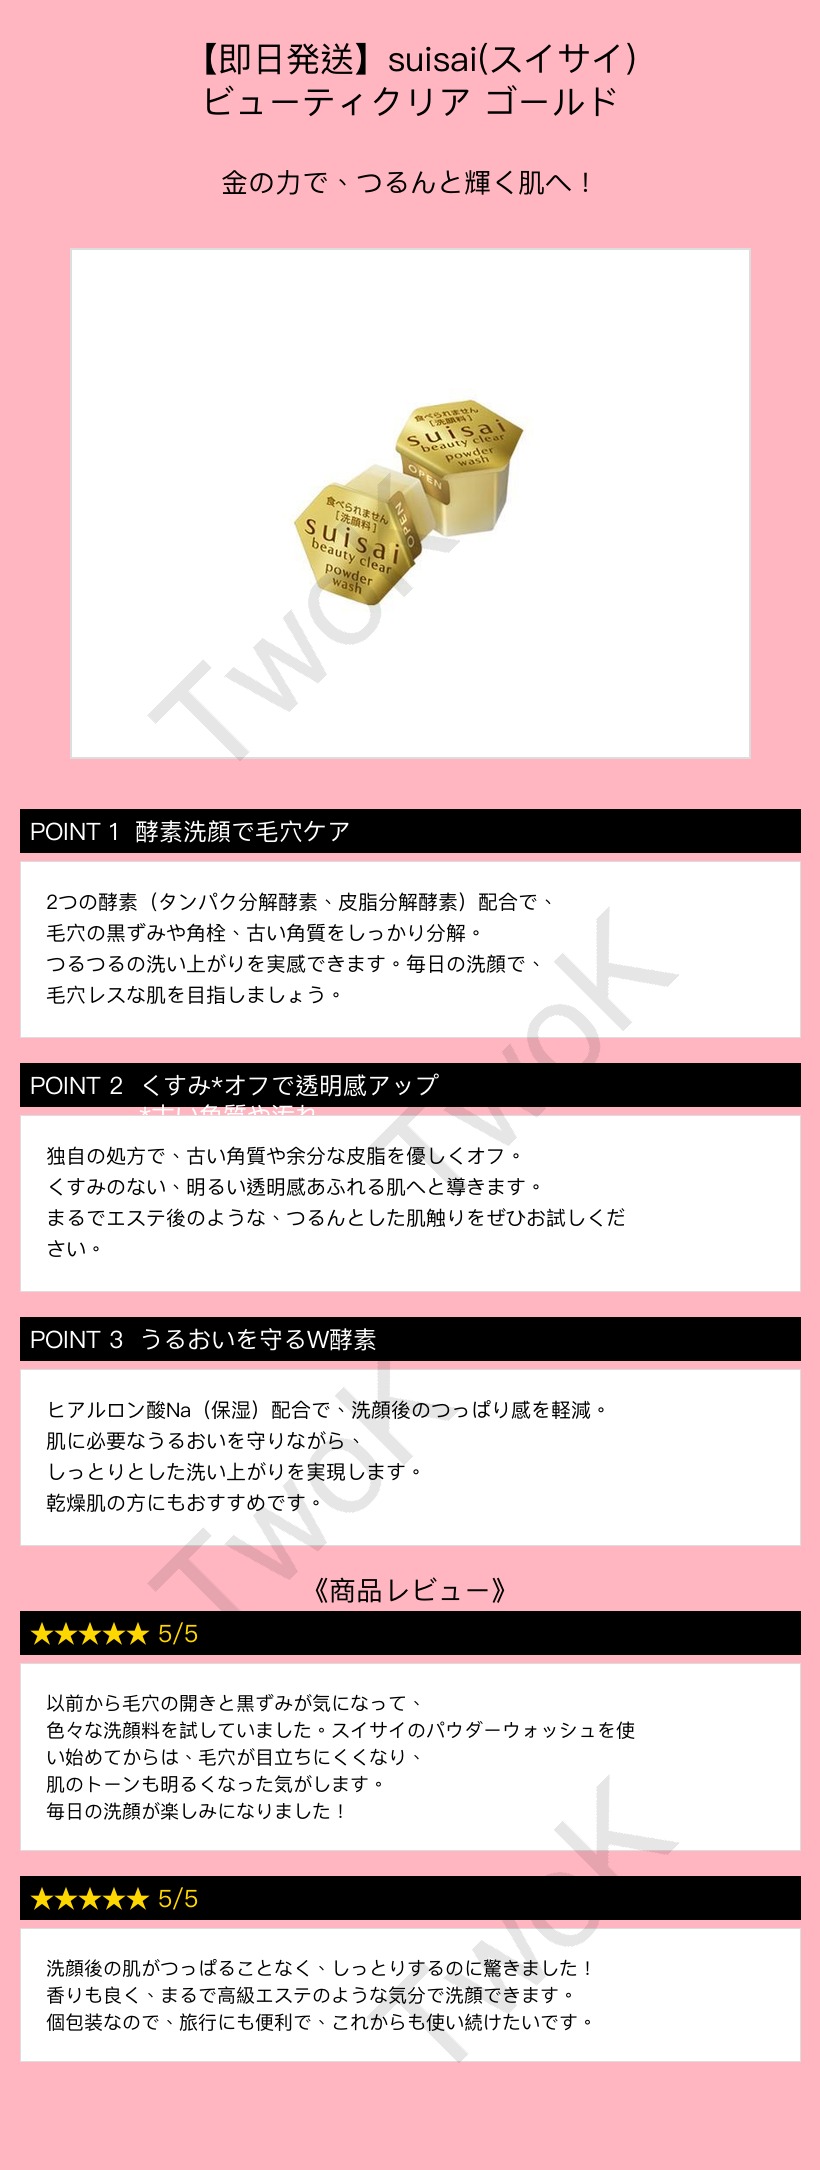 【即日発送】suisai(スイサイ)
ビューティクリア ゴールド
金の力で、つるんと輝く肌へ！
食べられません
[洗顔料]
suisai
beauty clear
powder
wash
OPEN
食べられません
[洗顔料]
suisai
beauty clear
powder
wash
OPEN
TwoK
POINT 1 酵素洗顔で毛穴ケア
2つの酵素（タンパク分解酵素、皮脂分解酵素）配合で、
毛穴の黒ずみや角栓、古い角質をしっかり分解。
つるつるの洗い上がりを実感できます。毎日の洗顔で、
毛穴レスな肌を目指しましょう。
TwoK
POINT 2 くすみ*オフで透明感アップ
*古い角質や汚れ
独自の処方で、古い角質や余分な皮脂を優しくオフ。
くすみのない、明るい透明感あふれる肌へと導きます。
まるでエステ後のような、つるんとした肌触りをぜひお試しくだ
さい。
POINT 3 うるおいを守るW酵素
ヒアルロン酸Na（保湿）配合で、洗顔後のつっぱり感を軽減。
肌に必要なうるおいを守りながら、
しっとりとした洗い上がりを実現します。
乾燥肌の方にもおすすめです。
TwoK
《商品レビュー》
★★★★★ 5/5
以前から毛穴の開きと黒ずみが気になって、
色々な洗顔料を試していました。スイサイのパウダーウォッシュを使
い始めてからは、毛穴が目立ちにくくなり、
肌のトーンも明るくなった気がします。
毎日の洗顔が楽しみになりました！
★★★★★ 5/5
洗顔後の肌がつっぱることなく、しっとりするのに驚きました！
香りも良く、まるで高級エステのような気分で洗顔できます。
個包装なので、旅行にも便利で、これからも使い続けたいです。
TwoK